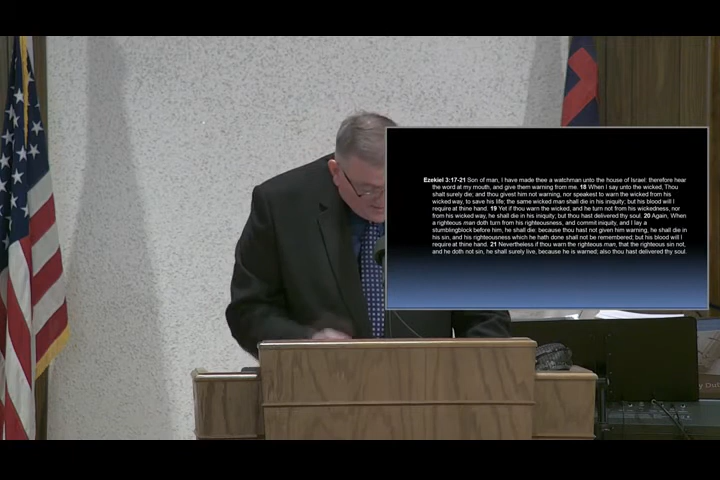 Ezekiel 3:17-21 Son of man, I have made thee a watchman unto the house of Israel: therefore hear
the word at my mouth, and give them warning from me. 18 When I say unto the wicked, Thou
shalt surely die; and thou givest him not warning, nor speakest to warn the wicked from his
wicked way, to save his life; the same wicked man shall die in his iniquity; but his blood will I
require at thine hand. 19 Yet if thou warn the wicked, and he turn not from his wickedness, nor
from his wicked way, he shall die in his iniquity; but thou hast delivered thy soul. 20 Again, When
a righteous man doth turn from his righteousness, and commit iniquity, and I lay a
stumblingblock before him, he shall die: because thou hast not given him warning, he shall die in
his sin, and his righteousness which he hath done shall not be remembered; but his blood will I
require at thine hand. 21 Nevertheless if thou warn the righteous man, that the righteous sin not,
and he doth not sin, he shall surely live, because he is warned; also thou hast delivered thy soul.